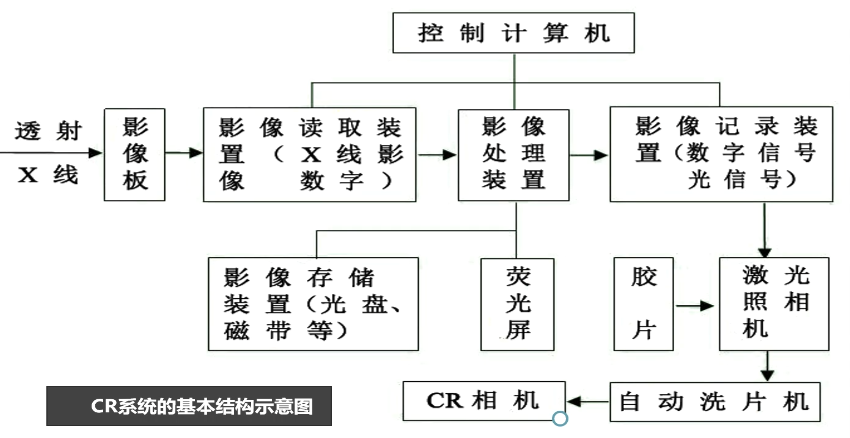 控制计算机
透射
X线
影
像
板
影像读取装
置（X线影
像 数字）
影像
处理
装置
影像记录装
置（数字信号
光信号）
影像存储
装置（光盘、
磁带等）
荧
光
屏
胶
片
激光
照相
机
CR系统的基本结构示意图
CR相机
自动洗片机